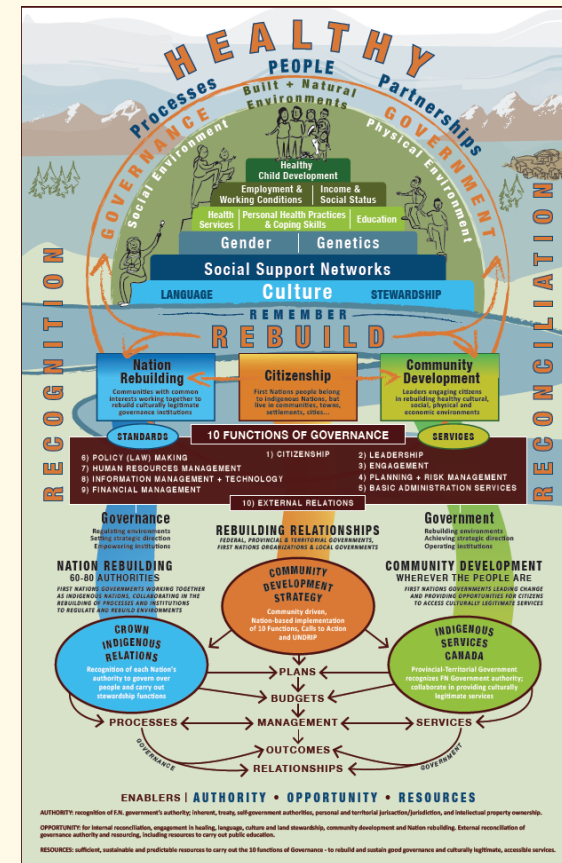 HEALTHY
PEOPLE
Processes
Partnerships
Built + Natural
Environments
GOVERNANCE
GOVERNMENT
Social Environment
Physical Environment
Healthy
Child Development
Employment &
Working Conditions
Income &
Social Status
Health
Services
Personal Health Practices
& Coping Skills
Education
Gender
Genetics
Social Support Networks
LANGUAGE
Culture
STEWARDSHIP
REMEMBER
REBUILD
RECOGNITION
RECONCILIATION
Nation
Rebuilding
Communities with common
interests working together to
rebuild culturally legitimate
governance institutions
Citizenship
First Nations people belong
to Indigenous Nations, but
live in communities, towns,
settlements, cities...
Community
Development
Leaders engaging citizens
in rebuilding healthy cultural,
social, physical and
economic environments
STANDARDS
10 FUNCTIONS OF GOVERNANCE
SERVICES
6) POLICY (LAW) MAKING
7) HUMAN RESOURCES MANAGEMENT
8) INFORMATION MANAGEMENT + TECHNOLOGY
9) FINANCIAL MANAGEMENT
1) CITIZENSHIP
2) LEADERSHIP
3) ENGAGEMENT
4) PLANNING + RISK MANAGEMENT
5) BASIC ADMINISTRATION SERVICES
10) EXTERNAL RELATIONS
Governance
Regulating environments
Setting strategic direction
Empowering institutions
REBUILDING RELATIONSHIPS
FEDERAL, PROVINCIAL & TERRITORIAL GOVERNMENTS,
FIRST NATIONS ORGANIZATIONS & LOCAL GOVERNMENTS
Government
Rebuilding environments
Achieving strategic direction
Operating institutions
NATION REBUILDING
60-80 AUTHORITIES
FIRST NATIONS GOVERNMENTS WORKING TOGETHER
AS INDIGENOUS NATIONS, COLLABORATING IN THE
REBUILDING OF PROCESSES AND INSTITUTIONS
TO REGULATE AND REBUILD ENVIRONMENTS
COMMUNITY
DEVELOPMENT
STRATEGY
Community driven,
Nation-based implementation
of 10 Functions, Calls to Action
and UNDRIP
COMMUNITY DEVELOPMENT
WHEREVER THE PEOPLE ARE
FIRST NATIONS GOVERNMENTS LEADING CHANGE
AND PROVIDING OPPORTUNITIES FOR CITIZENS
TO ACCESS CULTURALLY LEGITIMATE SERVICES
CROWN
INDIGENOUS
RELATIONS
Recognition of each Nation's
authority to govern over
people and carry out
stewardship functions
INDIGENOUS
SERVICES
CANADA
Provincial-Territorial Government
recognizes FN Government authority;
collaborate in providing culturally
legitimate services
PLANS
BUDGETS
PROCESSES
MANAGEMENT
SERVICES
OUTCOMES
GOVERNANCE
GOVERNMENT
RELATIONSHIPS
ENABLERS | AUTHORITY • OPPORTUNITY • RESOURCES
AUTHORITY: recognition of F.N. government's authority; inherent, treaty, self-government authorities, personal and territorial jurisaction/jurisdiction, and intellectual property ownership.
OPPORTUNITY: for internal reconciliation, engagement in healing, language, culture and land stewardship, community development and Nation rebuilding. External reconciliation of
governance authority and resourcing, including resources to carry out public education.
RESOURCES: sufficient, sustainable and predictable resources to carry out the 10 functions of Governance - to rebuild and sustain good governance and culturally legitimate, accessible services.